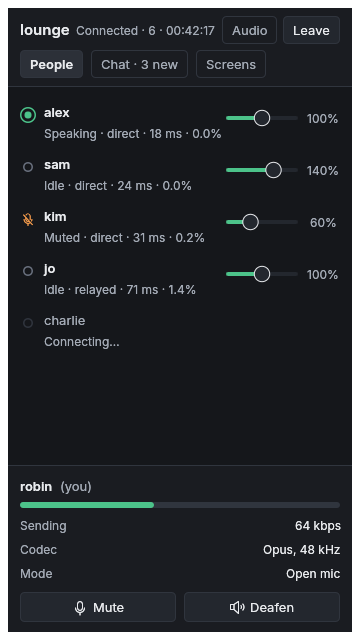 lounge Connected · 6 · 00:42:17 Audio Leave
People Chat · 3 new Screens
alex 100%
Speaking · direct · 18 ms · 0.0%
sam 140%
Idle · direct · 24 ms · 0.0%
kim 60%
Muted · direct · 31 ms · 0.2%
jo 100%
Idle · relayed · 71 ms · 1.4%
charlie
Connecting...
robin (you)
Sending 64 kbps
Codec Opus, 48 kHz
Mode Open mic
Mute Deafen